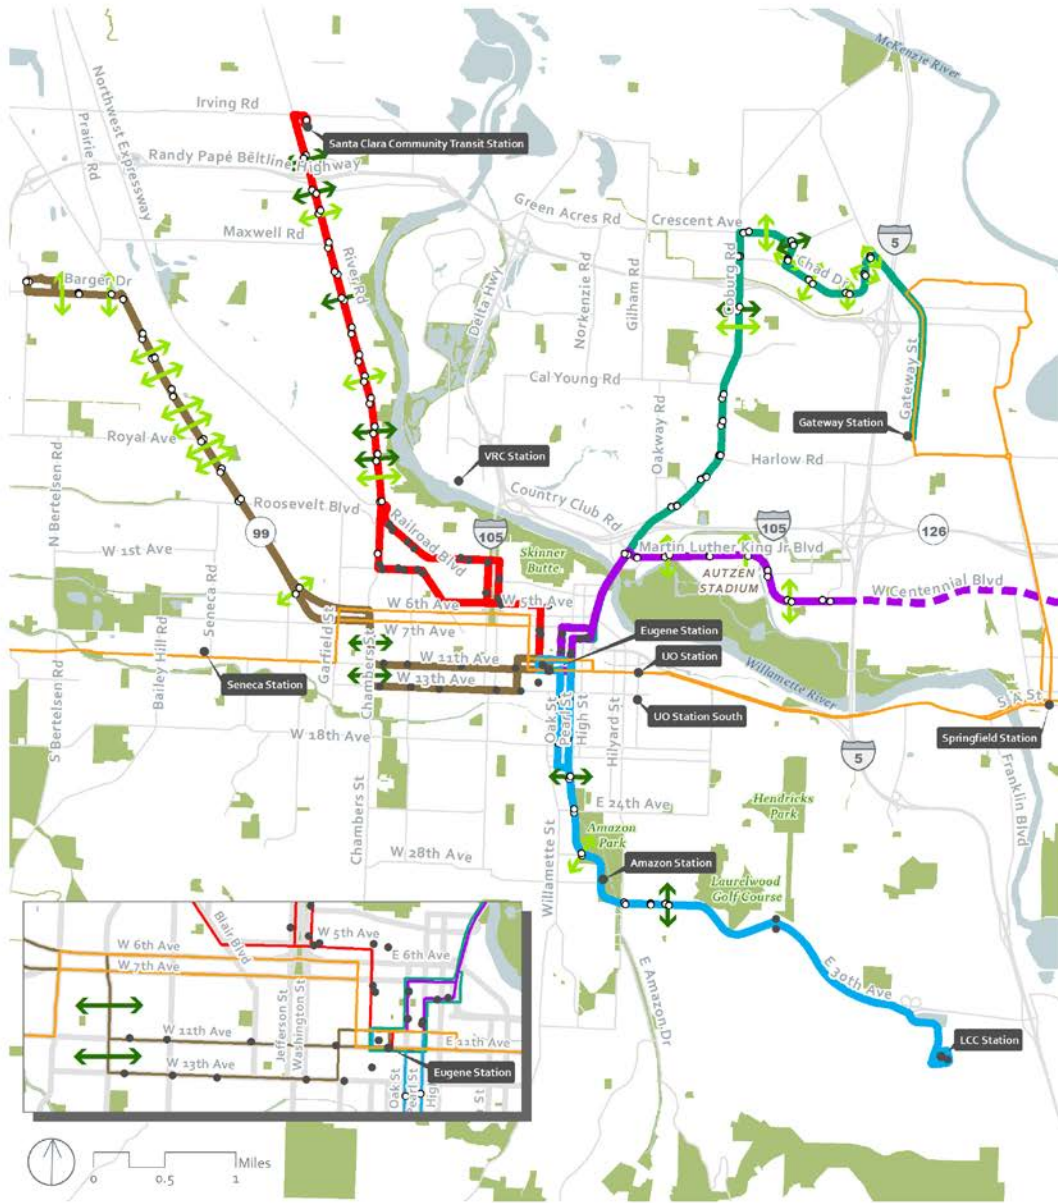 McKenzie River
Irving Rd
Northwest Expressway
Prairie Rd
Santa Clara Community Transit Station
Randy Papé Beltline Highway
Green Acres Rd
Crescent Ave
5
Maxwell Rd
River Rd
Delta Hwy
Norkenzie Rd
Gilham Rd
Coburg Rd
Chad Dr
Barger Dr
Gateway St
Cal Young Rd
Oakway Rd
Gateway Station
Royal Ave
N Bertelsen Rd
VRC Station
Harlow Rd
Roosevelt Blvd
Country Club Rd
99
Railroad Blvd
105
105
126
W 1st Ave
Skinner
Butte
Martin Luther King Jr Blvd
AUTZEN
STADIUM
W Centennial Blvd
Seneca Rd
W 5th Ave
W 6th Ave
W 7th Ave
Bailey Hill Rd
Garfield St
Chambers St
Eugene Station
W 11th Ave
UO Station
W 13th Ave
Seneca Station
Willamette River
S A St
S Bertelsen Rd
Oak St
Pearl St
High St
Hilyard St
UO Station South
Springfield Station
W 18th Ave
5
Franklin Blvd
Chambers St
E 24th Ave
Hendricks
Park
Willamette St
Amazon
Park
W 28th Ave
Amazon Station
Laurelwood
Golf Course
E Amazon Dr
E 30th Ave
LCC Station
Blair Blvd
W 5th Ave
W 6th Ave
E 6th Ave
W 7th Ave
Jefferson St
Washington St
W 11th Ave
E 11th Ave
W 13th Ave
Eugene Station
Oak St
Pearl St
High
St
Miles
0
0.5
1